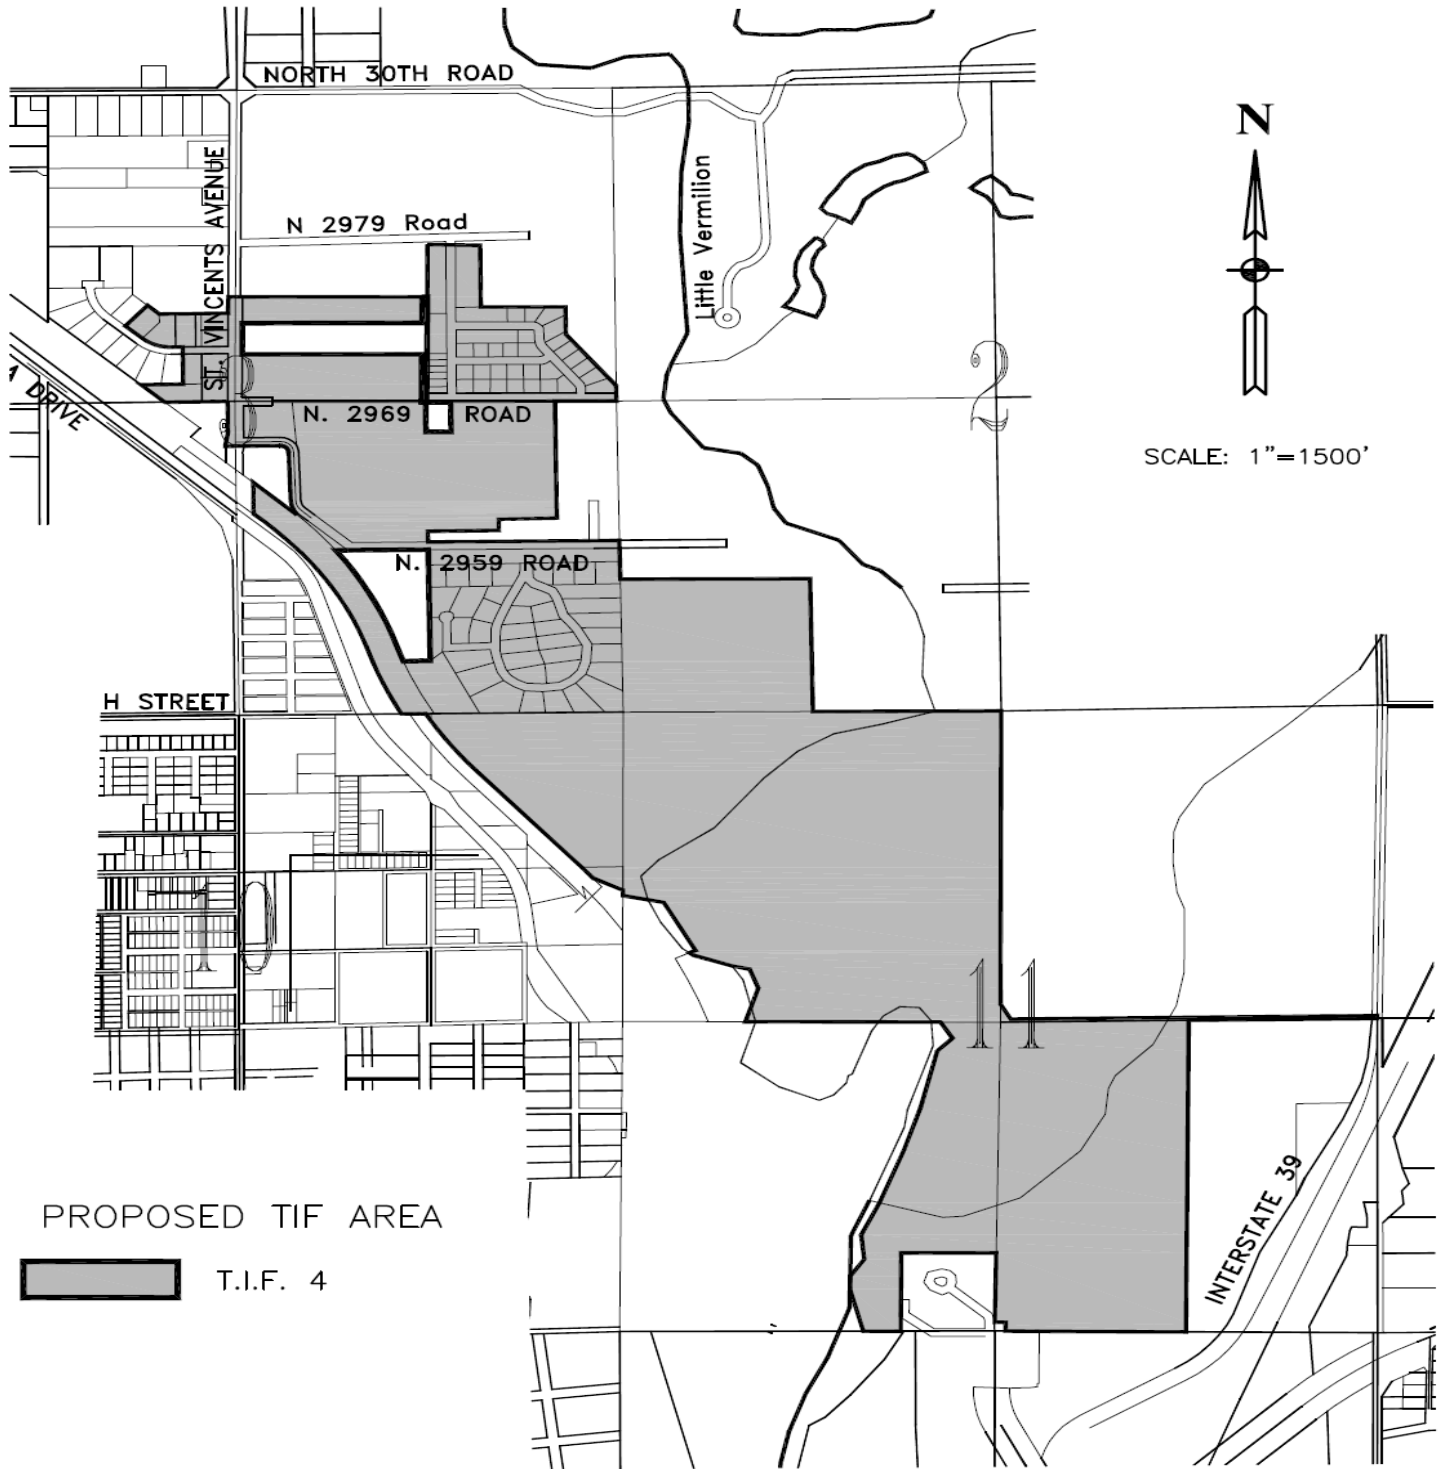 NORTH 30TH ROAD
N
ST. VINCENTS AVENUE
Little Vermilion
N 2979 Road
2
DRIVE
N. 2969 ROAD
SCALE: 1"=1500'
N. 2959 ROAD
H STREET
11
INTERSTATE 39
PROPOSED TIF AREA
T.I.F. 4